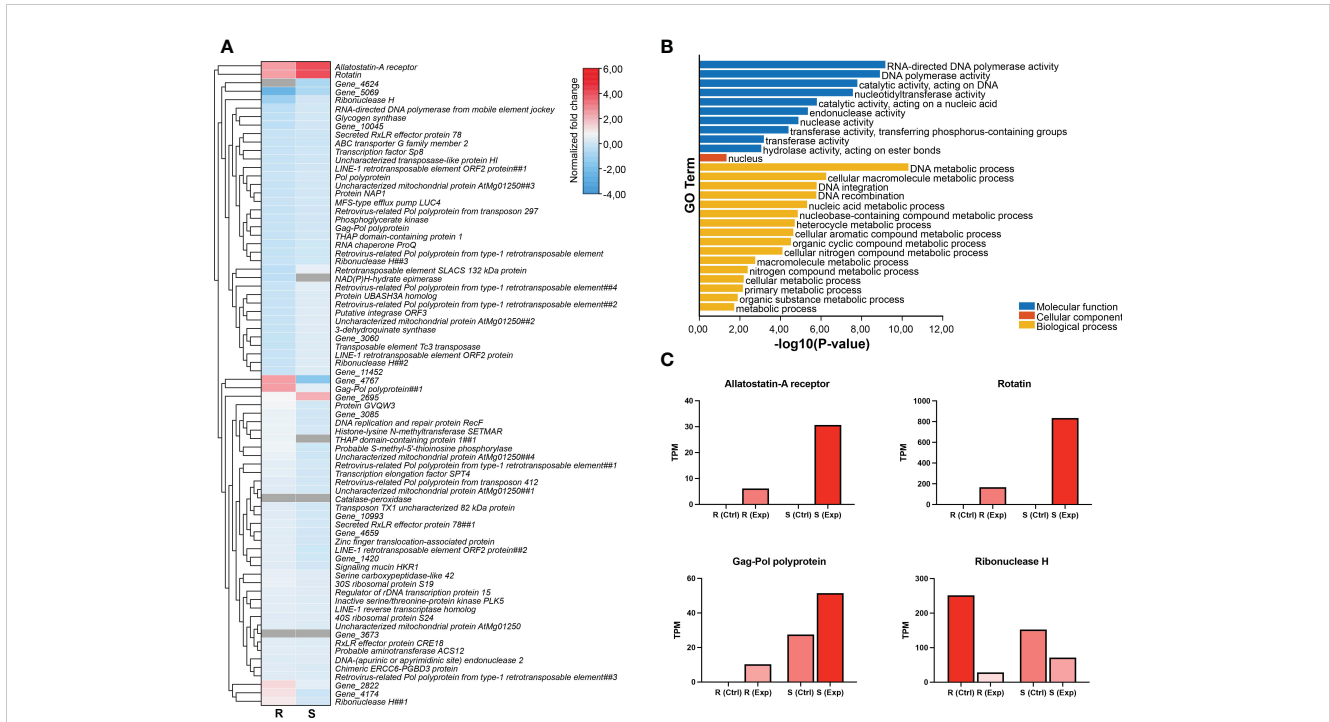 A
Allatostatin-A receptor
Rotatin
Gene_4624
Gene_5069
Ribonuclease H
RNA-directed DNA polymerase from mobile element jockey
Glycogen synthase
Gene_10045
Secreted RxLR effector protein 78
ABC transporter G family member 2
Transcription factor Sp8
Uncharacterized transposase-like protein HI
LINE-1 retrotransposable element ORF2 protein##1
Pol polyprotein
Uncharacterized mitochondrial protein AtMg01250##3
Protein NAP1
MFS-type efflux pump LUC4
Retrovirus-related Pol polyprotein from transposon 297
Phosphoglycerate kinase
Gag-Pol polyprotein
THAP domain-containing protein 1
RNA chaperone ProQ
Retrovirus-related Pol polyprotein from type-1 retrotransposable element
Ribonuclease H##3
Retrotransposable element SLACS 132 kDa protein
NAD(P)H-hydrate epimerase
Retrovirus-related Pol polyprotein from type-1 retrotransposable element##4
Protein UBASH3A homolog
Retrovirus-related Pol polyprotein from type-1 retrotransposable element##2
Putative integrase ORF3
Uncharacterized mitochondrial protein AtMg01250##2
3-dehydroquinate synthase
Gene_3060
Transposable element Tc3 transposase
LINE-1 retrotransposable element ORF2 protein
Ribonuclease H##2
Gene_11452
Gene_4767
Gag-Pol polyprotein##1
Gene_2695
Protein GVQW3
Gene_3085
DNA replication and repair protein RecF
Histone-lysine N-methyltransferase SETMAR
THAP domain-containing protein 1##1
Probable S-methyl-5'-thioinosine phosphorylase
Uncharacterized mitochondrial protein AtMg01250##4
Retrovirus-related Pol polyprotein from type-1 retrotransposable element##1
Transcription elongation factor SPT4
Retrovirus-related Pol polyprotein from transposon 412
Uncharacterized mitochondrial protein AtMg01250##1
Catalase-peroxidase
Transposon TX1 uncharacterized 82 kDa protein
Gene_10993
Secreted RxLR effector protein 78##1
Gene_4659
Zinc finger translocation-associated protein
LINE-1 retrotransposable element ORF2 protein##2
Gene_1420
Signaling mucin HKR1
Serine carboxypeptidase-like 42
30S ribosomal protein S19
Regulator of rDNA transcription protein 15
Inactive serine/threonine-protein kinase PLK5
LINE-1 reverse transcriptase homolog
40S ribosomal protein S24
Uncharacterized mitochondrial protein AtMg01250
Gene_3673
RxLR effector protein CRE18
Probable aminotransferase ACS12
DNA-(apurinic or apyrimidinic site) endonuclease 2
Chimeric ERCC6-PGBD3 protein
Retrovirus-related Pol polyprotein from type-1 retrotransposable element##3
Gene_2822
Gene_4174
Ribonuclease H##1
R S
Normalized fold change
6,00
4,00
2,00
0,00
-2,00
-4,00
B
GO Term
RNA-directed DNA polymerase activity
DNA polymerase activity
catalytic activity, acting on DNA
nucleotidyltransferase activity
catalytic activity, acting on a nucleic acid
endonuclease activity
nuclease activity
transferase activity, transferring phosphorus-containing groups
transferase activity
hydrolase activity, acting on ester bonds
nucleus
DNA metabolic process
cellular macromolecule metabolic process
DNA integration
DNA recombination
nucleic acid metabolic process
nucleobase-containing compound metabolic process
heterocycle metabolic process
cellular aromatic compound metabolic process
organic cyclic compound metabolic process
cellular nitrogen compound metabolic process
macromolecule metabolic process
nitrogen compound metabolic process
cellular metabolic process
primary metabolic process
organic substance metabolic process
metabolic process
0,00 2,00 4,00 6,00 8,00 10,00 12,00
-log10(P-value)
Molecular function
Cellular component
Biological process
C
Allatostatin-A receptor
TPM
40
30
20
10
0
R (Ctrl) R (Exp) S (Ctrl) S (Exp)
Rotatin
TPM
1000
800
600
400
200
0
R (Ctrl) R (Exp) S (Ctrl) S (Exp)
Gag-Pol polyprotein
TPM
60
40
20
0
R (Ctrl) R (Exp) S (Ctrl) S (Exp)
Ribonuclease H
TPM
300
200
100
0
R (Ctrl) R (Exp) S (Ctrl) S (Exp)